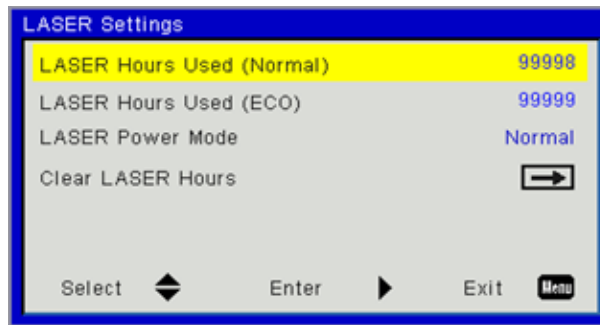 LASER Settings
LASER Hours Used (Normal) 99998
LASER Hours Used (ECO) 99999
LASER Power Mode Normal
Clear LASER Hours
Select Enter Exit Menu